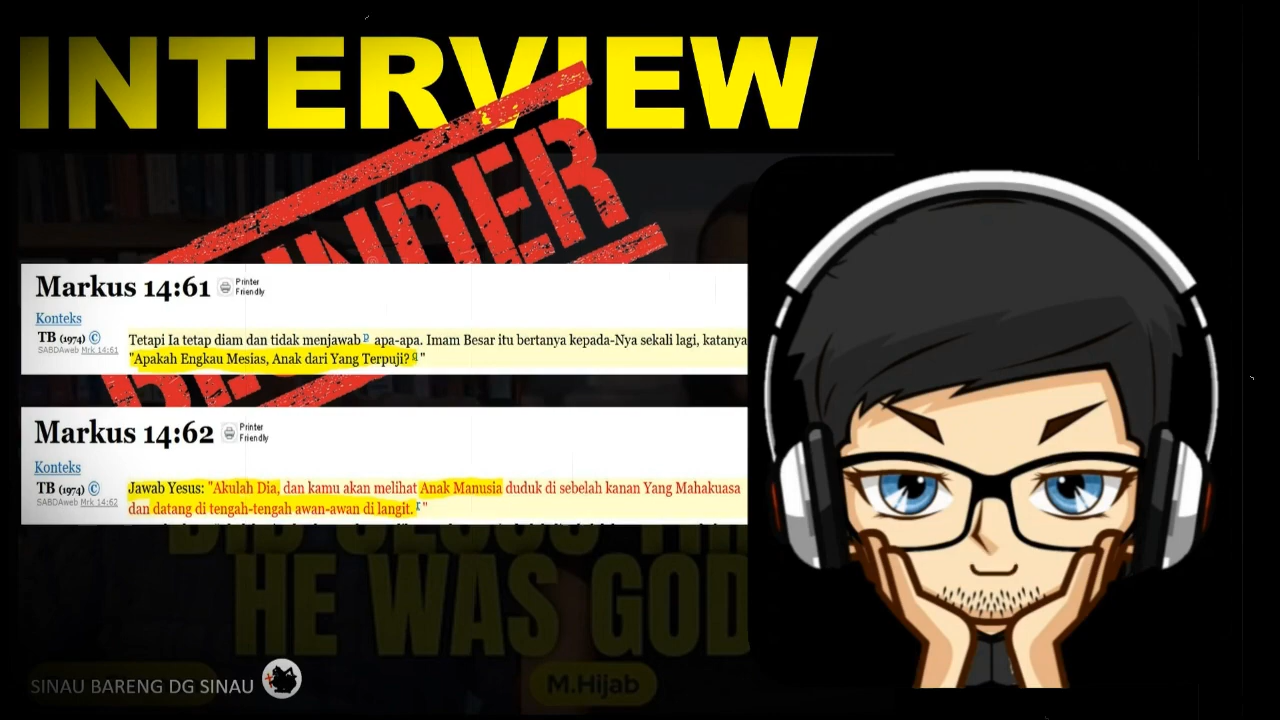 INTERVIEW
Markus 14:61
Printer
Friendly
Konteks
TB (1974) ©
SABDAweb Mrk 14:61
Tetapi Ia tetap diam dan tidak menjawab p apa-apa. Imam Besar itu bertanya kepada-Nya sekali lagi, katanya
"Apakah Engkau Mesias, Anak dari Yang Terpuji? q "
Markus 14:62
Printer
Friendly
Konteks
TB (1974) ©
SABDAweb Mrk 14:62
Jawab Yesus: "Akulah Dia, dan kamu akan melihat Anak Manusia duduk di sebelah kanan Yang Mahakuasa
dan datang di tengah-tengah awan-awan di langit. r "
HE WAS GOD
M.Hijab
SINAU BARENG DG SINAU